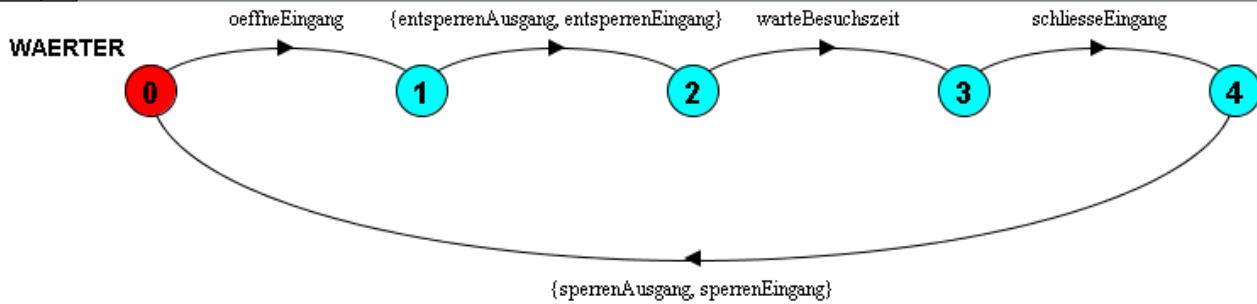 oeffneEingang {entsperrenAusgang, entsperrenEingang} warteBesuchszeit schliesseEingang
WAERTER
0 1 2 3 4
{sperrenAusgang, sperrenEingang}